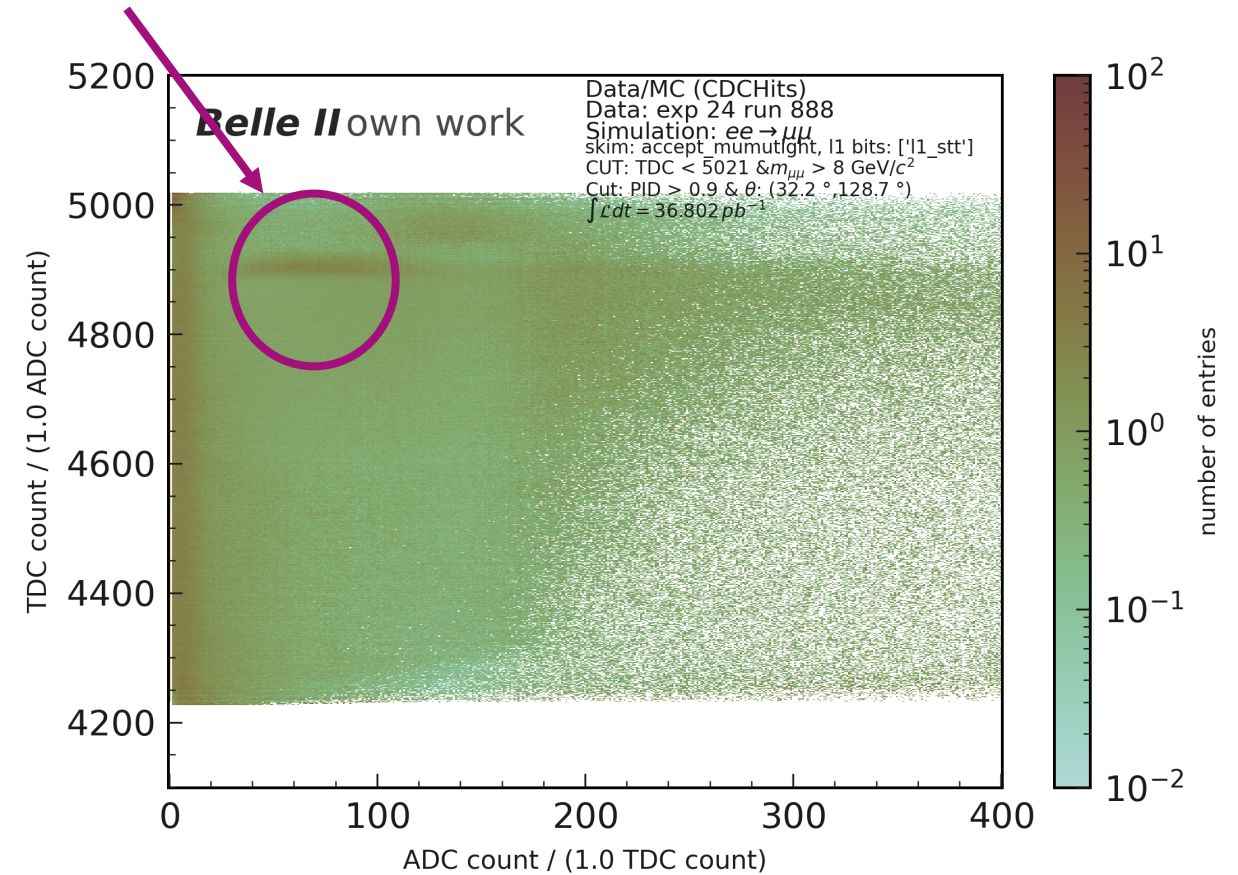 Belle II own work
Data/MC (CDCHits)
Data: exp 24 run 888
Simulation: ee → μμ
skim: accept_mumutight, l1 bits: ['l1_stt']
CUT: TDC < 5021 &m_μμ > 8 GeV/c²
Cut: PID > 0.9 & θ: (32.2 °,128.7 °)
∫ℒdt = 36.802 pb⁻¹
5200
5000
4800
4600
4400
4200
TDC count / (1.0 ADC count)
0 100 200 300 400
ADC count / (1.0 TDC count)
10²
10¹
10⁰
10⁻¹
10⁻²
number of entries